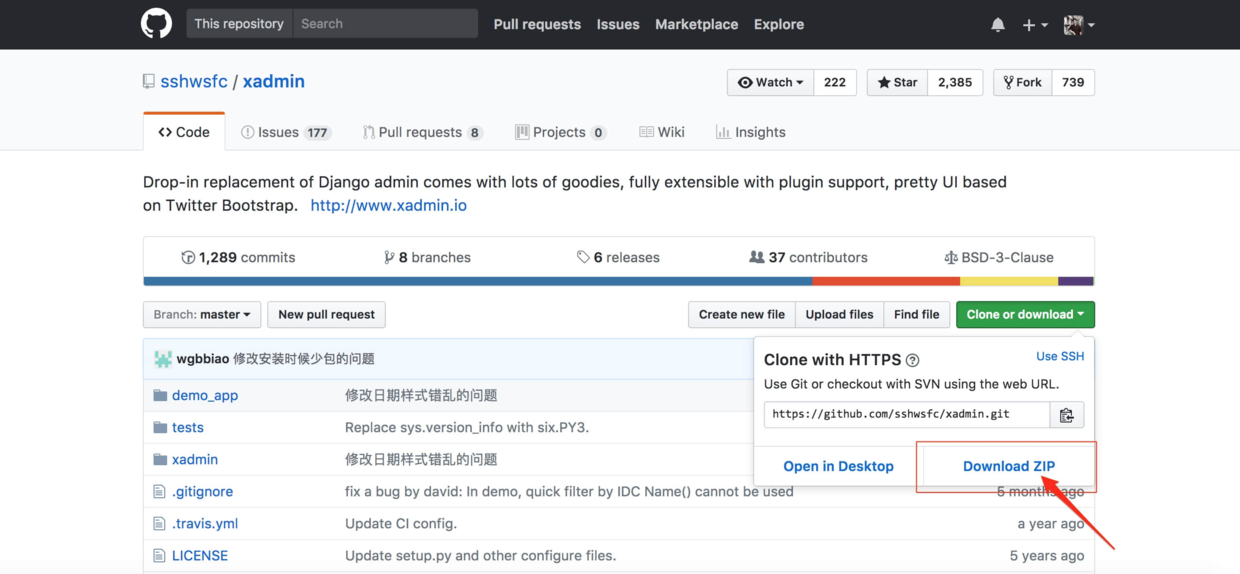 This repository Search Pull requests Issues Marketplace Explore
sshwsfc / xadmin Watch 222 Star 2,385 Fork 739
Code Issues 177 Pull requests 8 Projects 0 Wiki Insights
Drop-in replacement of Django admin comes with lots of goodies, fully extensible with plugin support, pretty UI based
on Twitter Bootstrap. http://www.xadmin.io
1,289 commits 8 branches 6 releases 37 contributors BSD-3-Clause
Branch: master New pull request Create new file Upload files Find file Clone or download
wgbbiao 修改安装时候少包的问题
Clone with HTTPS ? Use SSH
Use Git or checkout with SVN using the web URL.
https://github.com/sshwsfc/xadmin.git
Open in Desktop Download ZIP
demo_app 修改日期样式错乱的问题
tests Replace sys.version_info with six.PY3.
xadmin 修改日期样式错乱的问题
.gitignore fix a bug by david: In demo, quick filter by IDC Name() cannot be used 5 months ago
.travis.yml Update CI config. a year ago
LICENSE Update setup.py and other configure files. 5 years ago